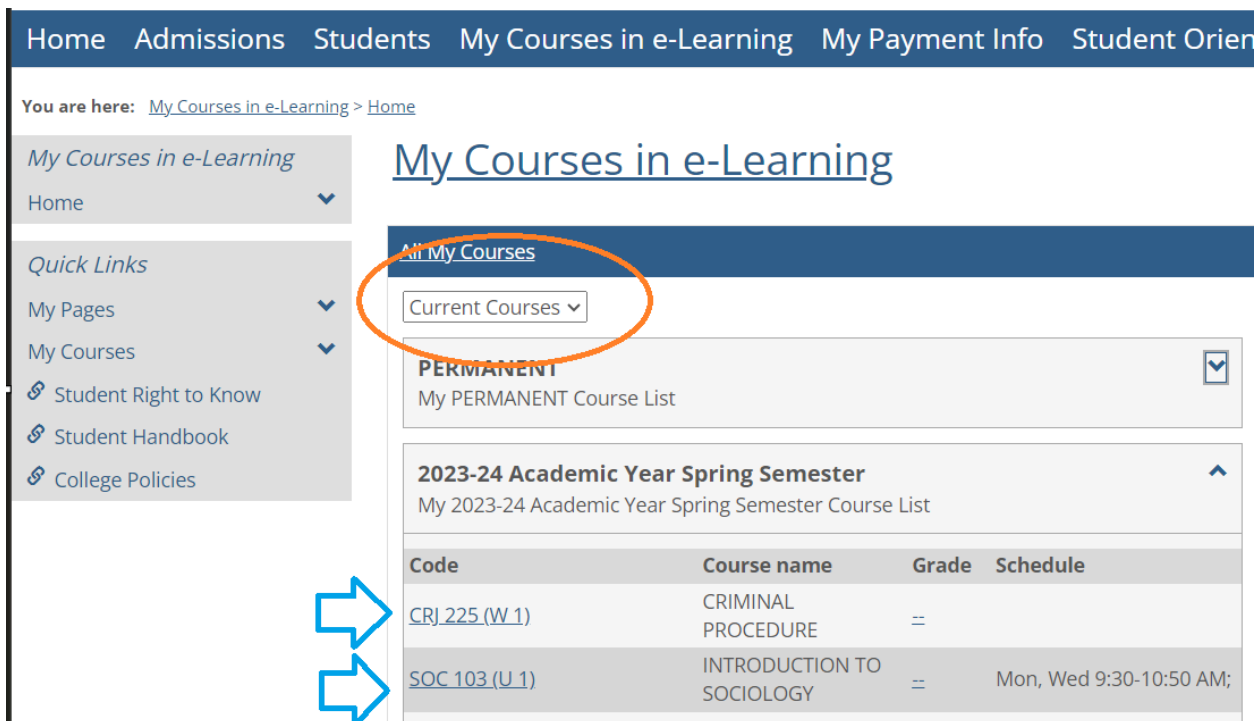 Home Admissions Students My Courses in e-Learning My Payment Info Student Orien
You are here: My Courses in e-Learning > Home
My Courses in e-Learning
Home
Quick Links
My Pages
My Courses
Student Right to Know
Student Handbook
College Policies
My Courses in e-Learning
All My Courses
Current Courses
PERMANENT
My PERMANENT Course List
2023-24 Academic Year Spring Semester
My 2023-24 Academic Year Spring Semester Course List
Code Course name Grade Schedule
CRJ 225 (W 1) CRIMINAL PROCEDURE --
SOC 103 (U 1) INTRODUCTION TO SOCIOLOGY -- Mon, Wed 9:30-10:50 AM;